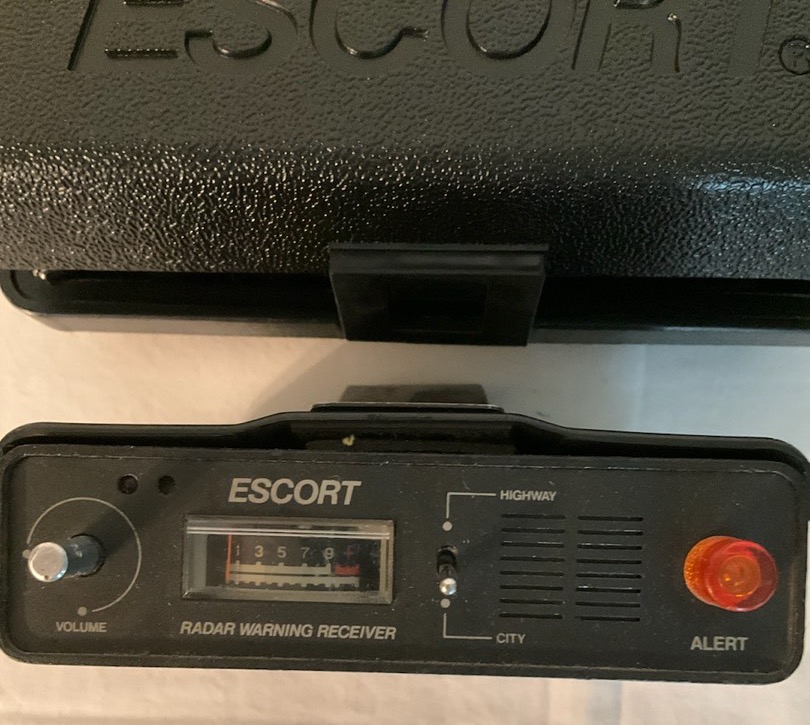 ESCORT®
ESCORT
HIGHWAY
1 3 5 7 9 +
VOLUME
RADAR WARNING RECEIVER
CITY
ALERT